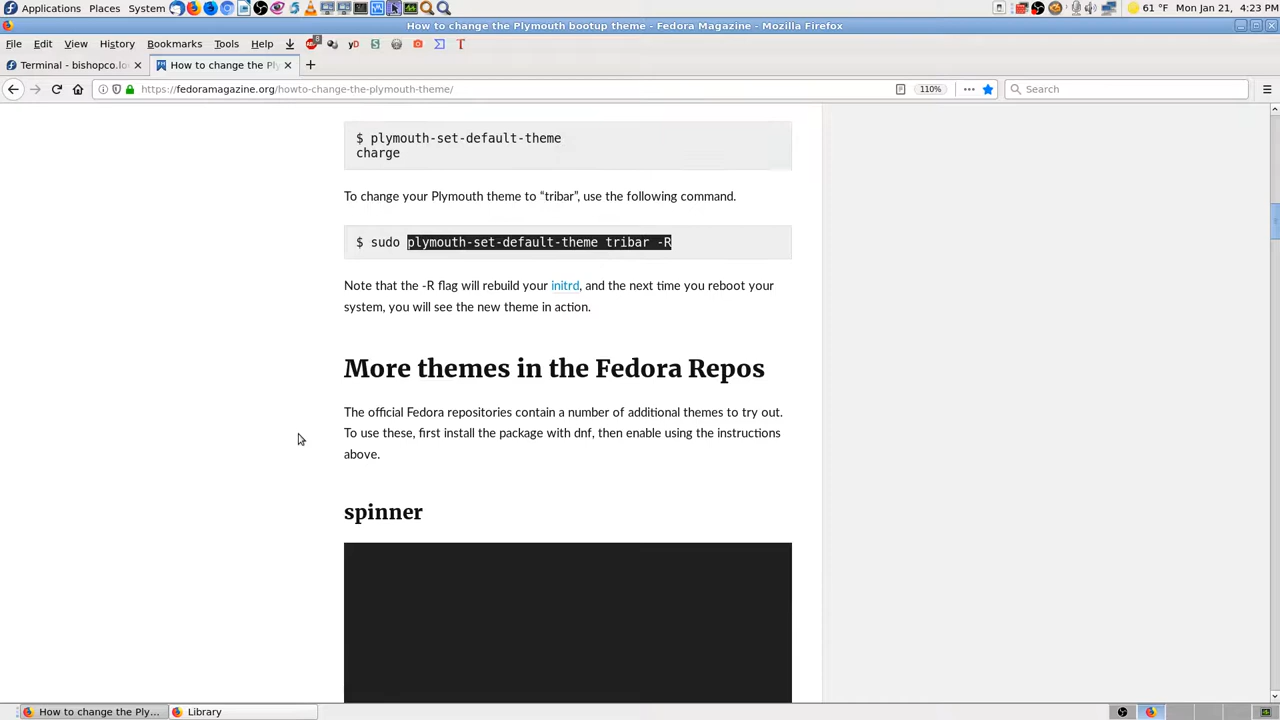 Applications Places System 61 °F Mon Jan 21, 4:23 PM
How to change the Plymouth bootup theme - Fedora Magazine - Mozilla Firefox
File Edit View History Bookmarks Tools Help
Terminal - bishopco.lo
How to change the Pl
https://fedoramagazine.org/howto-change-the-plymouth-theme/ 110% Search
$ plymouth-set-default-theme
charge
To change your Plymouth theme to “tribar”, use the following command.
$ sudo plymouth-set-default-theme tribar -R
Note that the -R flag will rebuild your initrd, and the next time you reboot your
system, you will see the new theme in action.
More themes in the Fedora Repos
The official Fedora repositories contain a number of additional themes to try out.
To use these, first install the package with dnf, then enable using the instructions
above.
spinner
How to change the Ply... Library